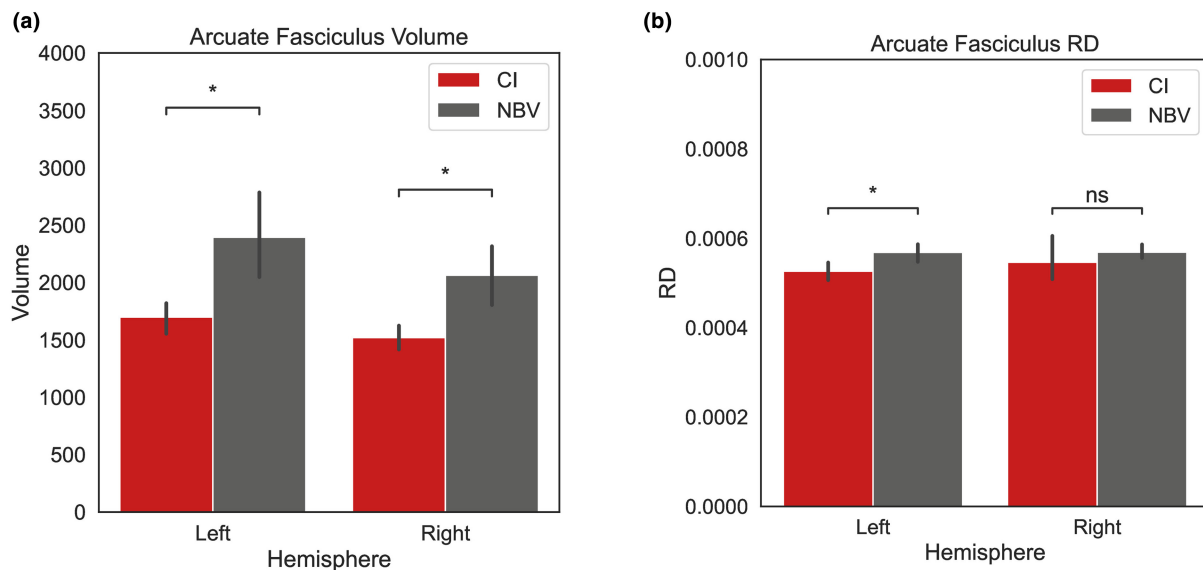 (a)
Arcuate Fasciculus Volume
4000
3500
3000
2500
2000
1500
1000
500
0
Volume
CI
NBV
*
*
Left
Right
Hemisphere
(b)
Arcuate Fasciculus RD
0.0010
0.0008
0.0006
0.0004
0.0002
0.0000
RD
CI
NBV
*
ns
Left
Right
Hemisphere